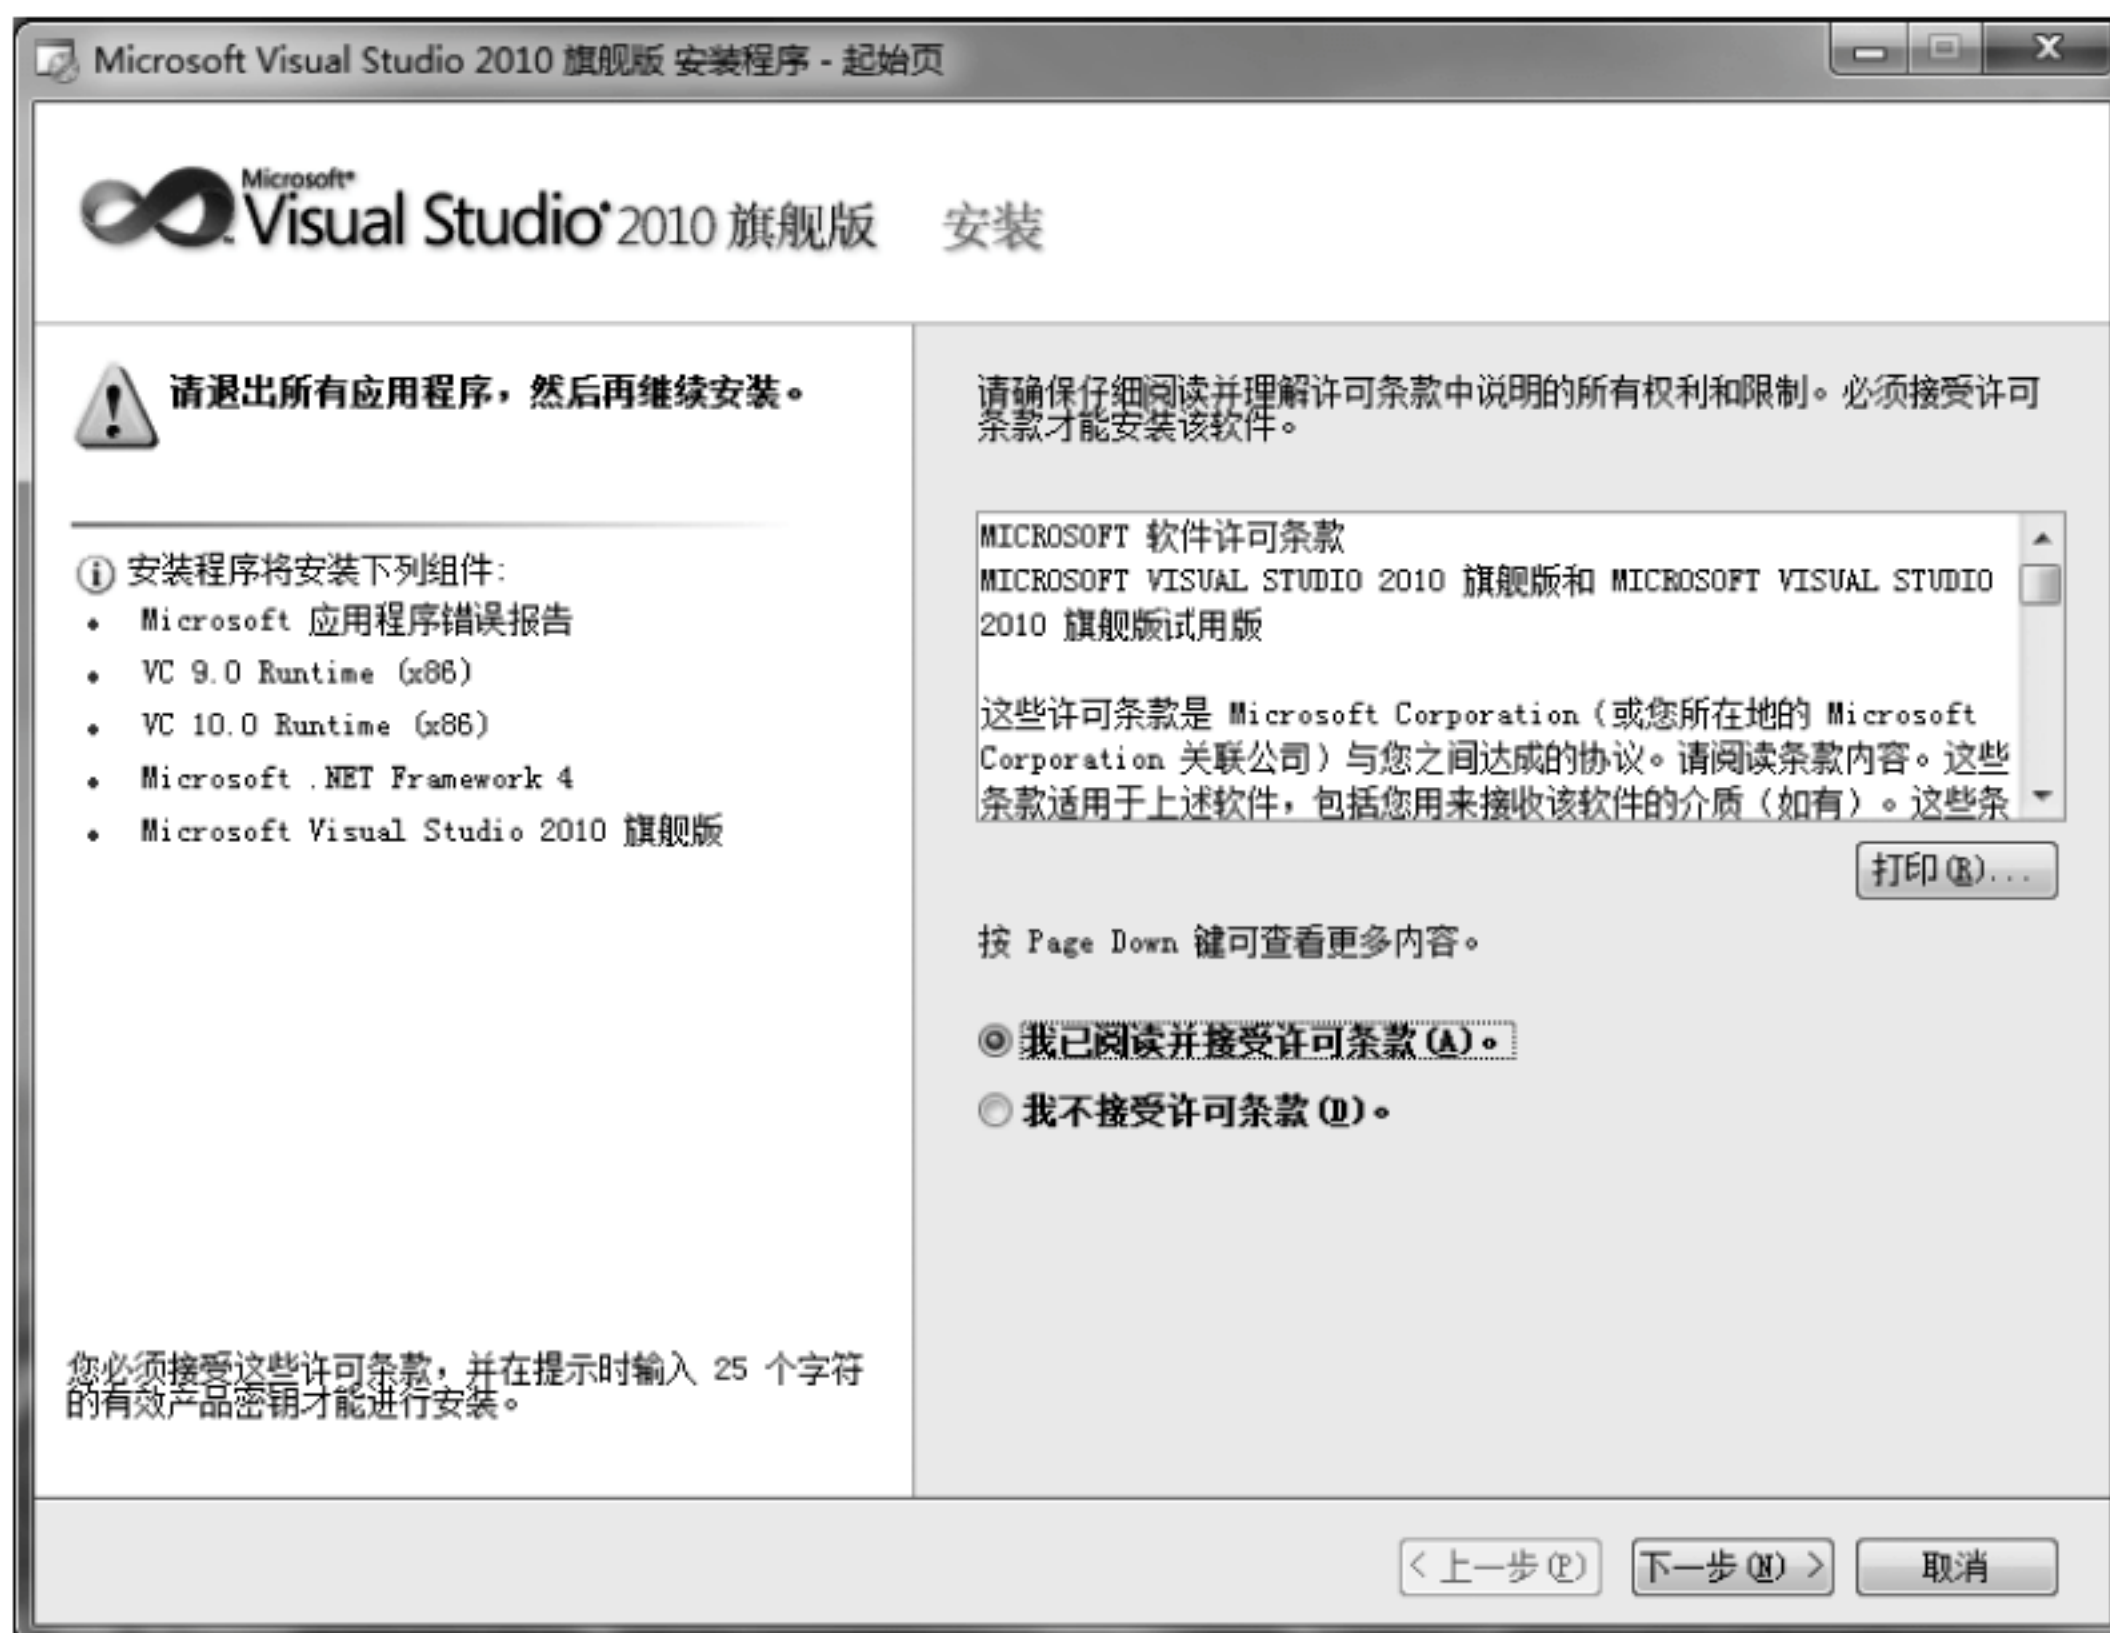 Microsoft Visual Studio 2010 旗舰版 安装程序 - 起始页
Microsoft®
Visual Studio® 2010 旗舰版 安装
请退出所有应用程序，然后再继续安装。
安装程序将安装下列组件:
• Microsoft 应用程序错误报告
• VC 9.0 Runtime (x86)
• VC 10.0 Runtime (x86)
• Microsoft .NET Framework 4
• Microsoft Visual Studio 2010 旗舰版
您必须接受这些许可条款，并在提示时输入 25 个字符
的有效产品密钥才能进行安装。
请确保仔细阅读并理解许可条款中说明的所有权利和限制。必须接受许可
条款才能安装该软件。
MICROSOFT 软件许可条款
MICROSOFT VISUAL STUDIO 2010 旗舰版和 MICROSOFT VISUAL STUDIO
2010 旗舰版试用版
这些许可条款是 Microsoft Corporation（或您所在地的 Microsoft
Corporation 关联公司）与您之间达成的协议。请阅读条款内容。这些
条款适用于上述软件，包括您用来接收该软件的介质（如有）。这些条
打印(R)...
按 Page Down 键可查看更多内容。
我已阅读并接受许可条款(A)。
我不接受许可条款(D)。
< 上一步(P)
下一步(N) >
取消